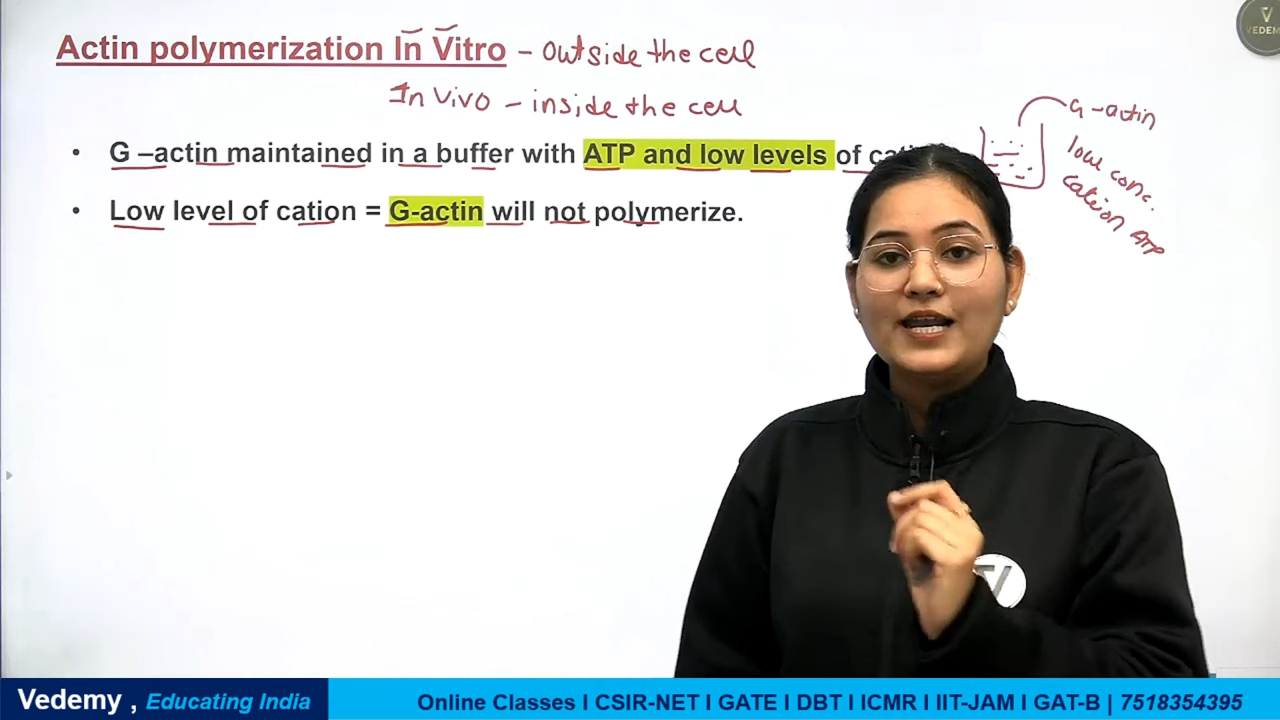 Actin polymerization In Vitro - outside the cell
In Vivo - inside the cell
G-actin
low conc.
cation ATP
• G –actin maintained in a buffer with ATP and low levels of
• Low level of cation = G-actin will not polymerize.
VEDEM
Vedemy , Educating India
Online Classes I CSIR-NET I GATE I DBT I ICMR I IIT-JAM I GAT-B | 7518354395